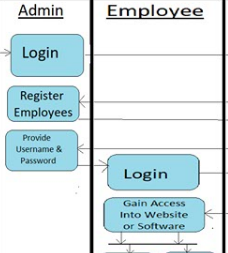 Admin
Employee
Login
Register
Employees
Provide
Username &
Password
Login
Gain Access
Into Website
or Software